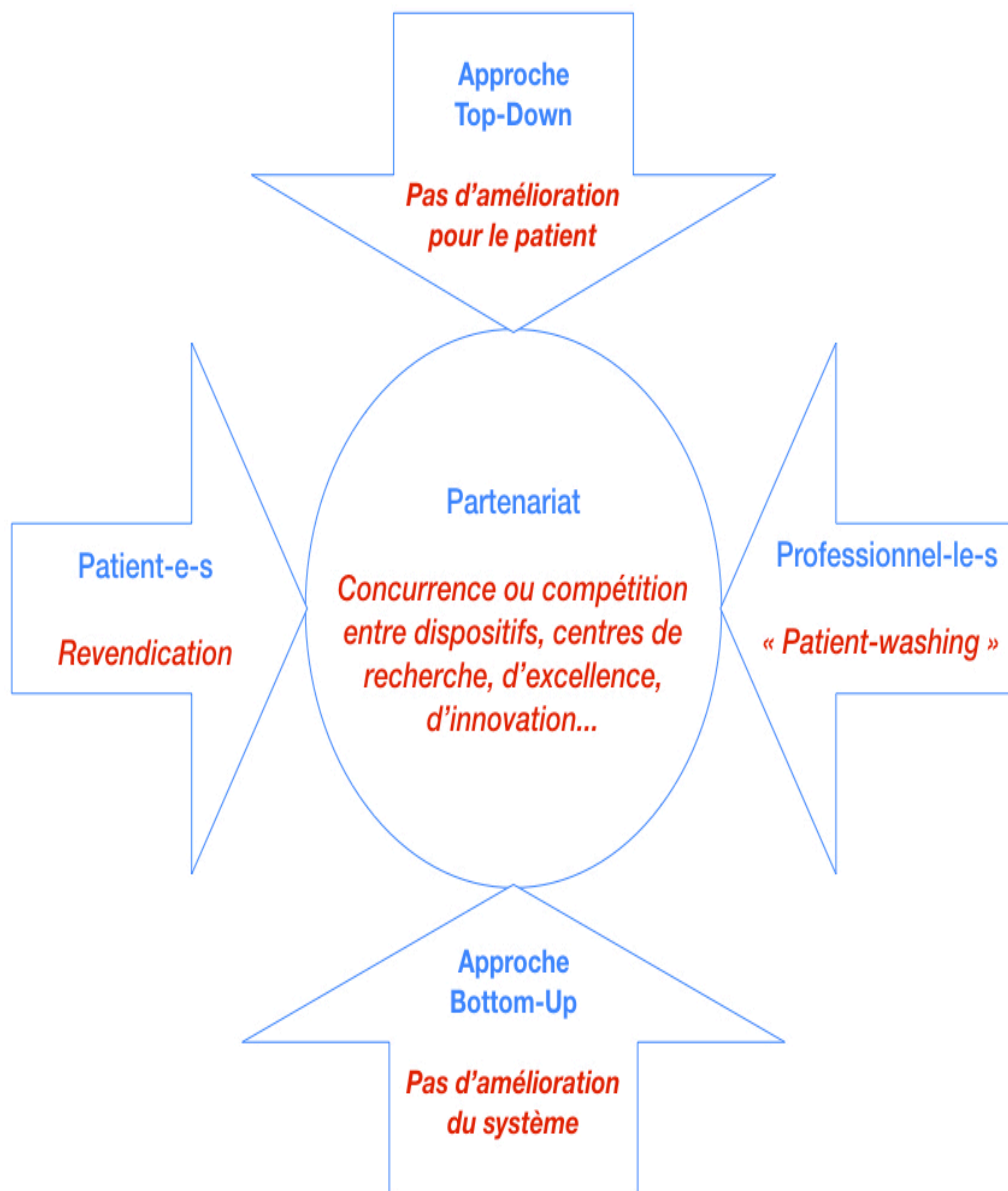 Approche
Top-Down
Pas d’amélioration
pour le patient
Partenariat
Concurrence ou compétition
entre dispositifs, centres de
recherche, d’excellence,
d’innovation...
Patient-e-s
Revendication
Professionnel-le-s
« Patient-washing »
Approche
Bottom-Up
Pas d’amélioration
du système